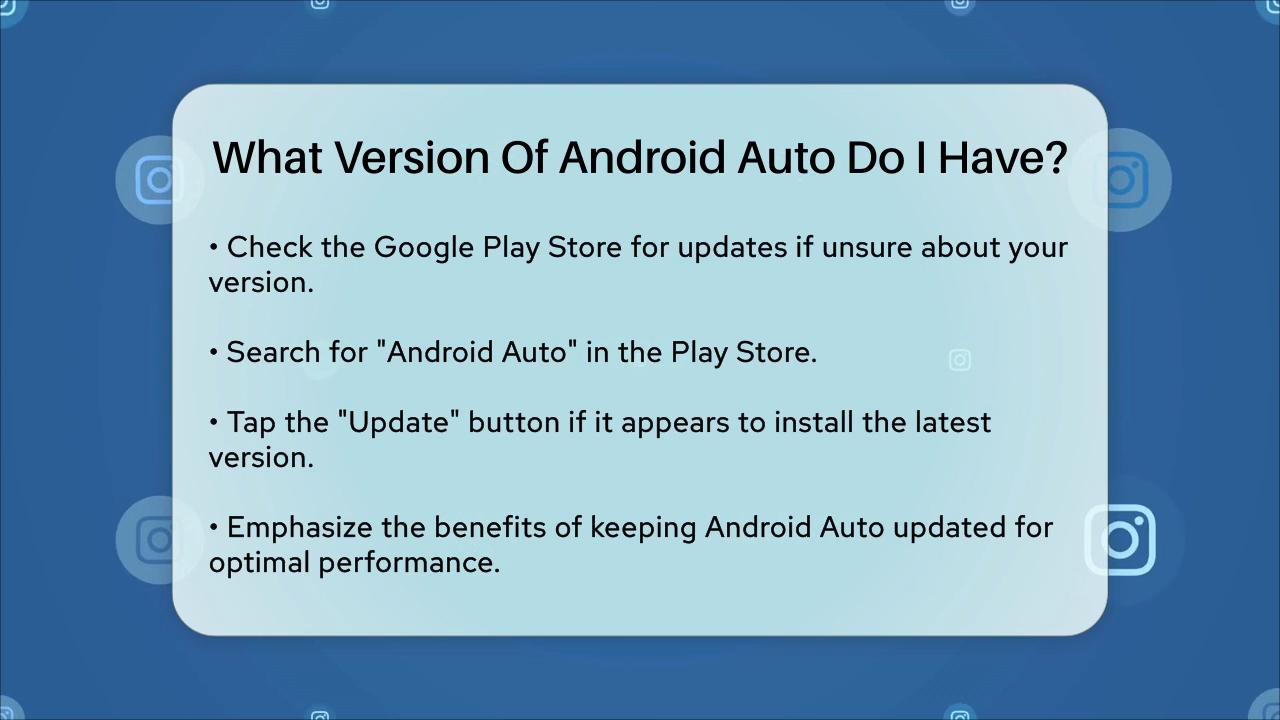 What Version Of Android Auto Do I Have?
• Check the Google Play Store for updates if unsure about your
version.
• Search for "Android Auto" in the Play Store.
• Tap the "Update" button if it appears to install the latest
version.
• Emphasize the benefits of keeping Android Auto updated for
optimal performance.